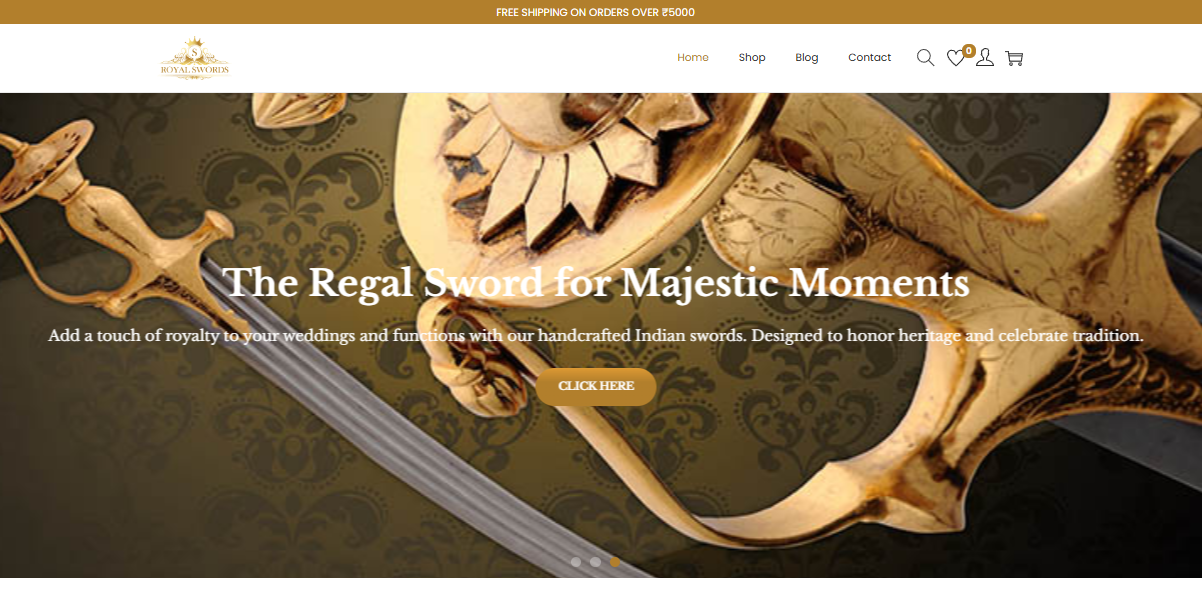 FREE SHIPPING ON ORDERS OVER ₹5000
S
ROYAL SWORDS
Home Shop Blog Contact 0
The Regal Sword for Majestic Moments
Add a touch of royalty to your weddings and functions with our handcrafted Indian swords. Designed to honor heritage and celebrate tradition.
CLICK HERE